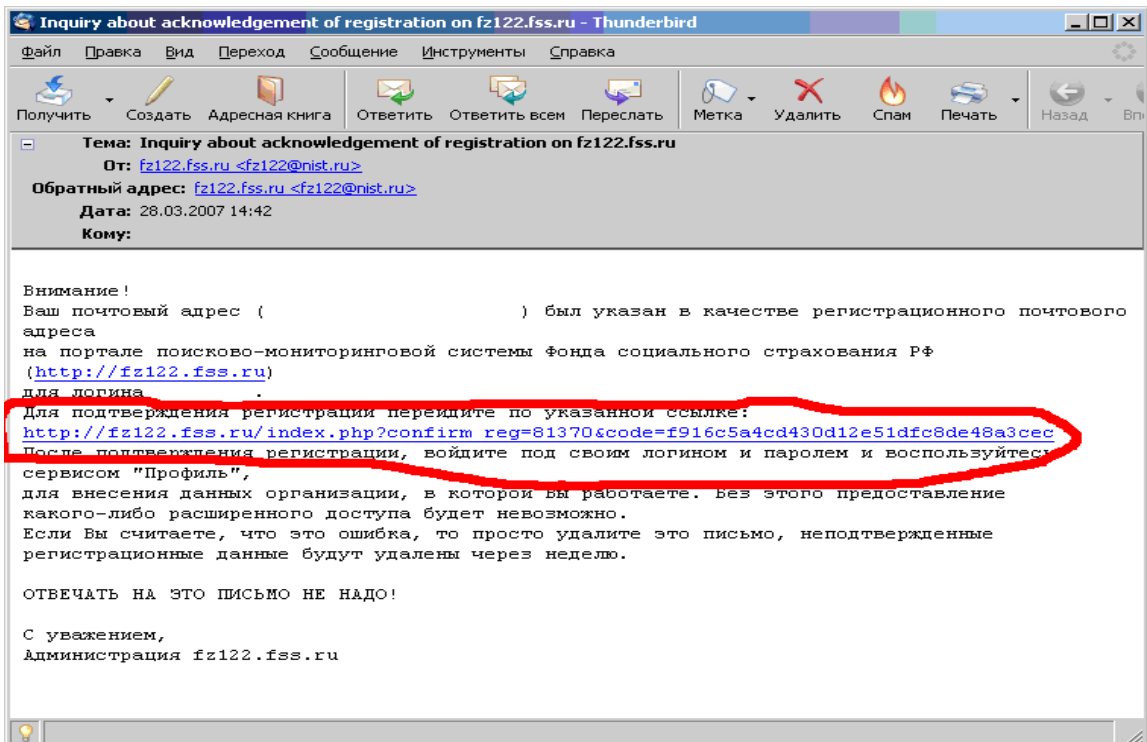 Inquiry about acknowledgement of registration on fz122.fss.ru - Thunderbird
Файл Правка Вид Переход Сообщение Инструменты Справка
Получить Создать Адресная книга Ответить Ответить всем Переслать Метка Удалить Спам Печать Назад
Тема: Inquiry about acknowledgement of registration on fz122.fss.ru
От: fz122.fss.ru <fz122@nist.ru>
Обратный адрес: fz122.fss.ru <fz122@nist.ru>
Дата: 28.03.2007 14:42
Кому:
Внимание!
Ваш почтовый адрес ( ) был указан в качестве регистрационного почтового
адреса
на портале поисково-мониторинговой системы Фонда социального страхования РФ
(http://fz122.fss.ru)
для логина .
Для подтверждения регистрации перейдите по указанной ссылке:
http://fz122.fss.ru/index.php?confirm_reg=81370&code=f916c5a4cd430d12e51dfc8de48a3cec
После подтверждения регистрации, войдите под своим логином и паролем и воспользуйтесь
сервисом "Профиль",
для внесения данных организации, в которой Вы работаете. Без этого предоставление
какого-либо расширенного доступа будет невозможно.
Если Вы считаете, что это ошибка, то просто удалите это письмо, неподтвержденные
регистрационные данные будут удалены через неделю.
ОТВЕЧАТЬ НА ЭТО ПИСЬМО НЕ НАДО!
С уважением,
Администрация fz122.fss.ru